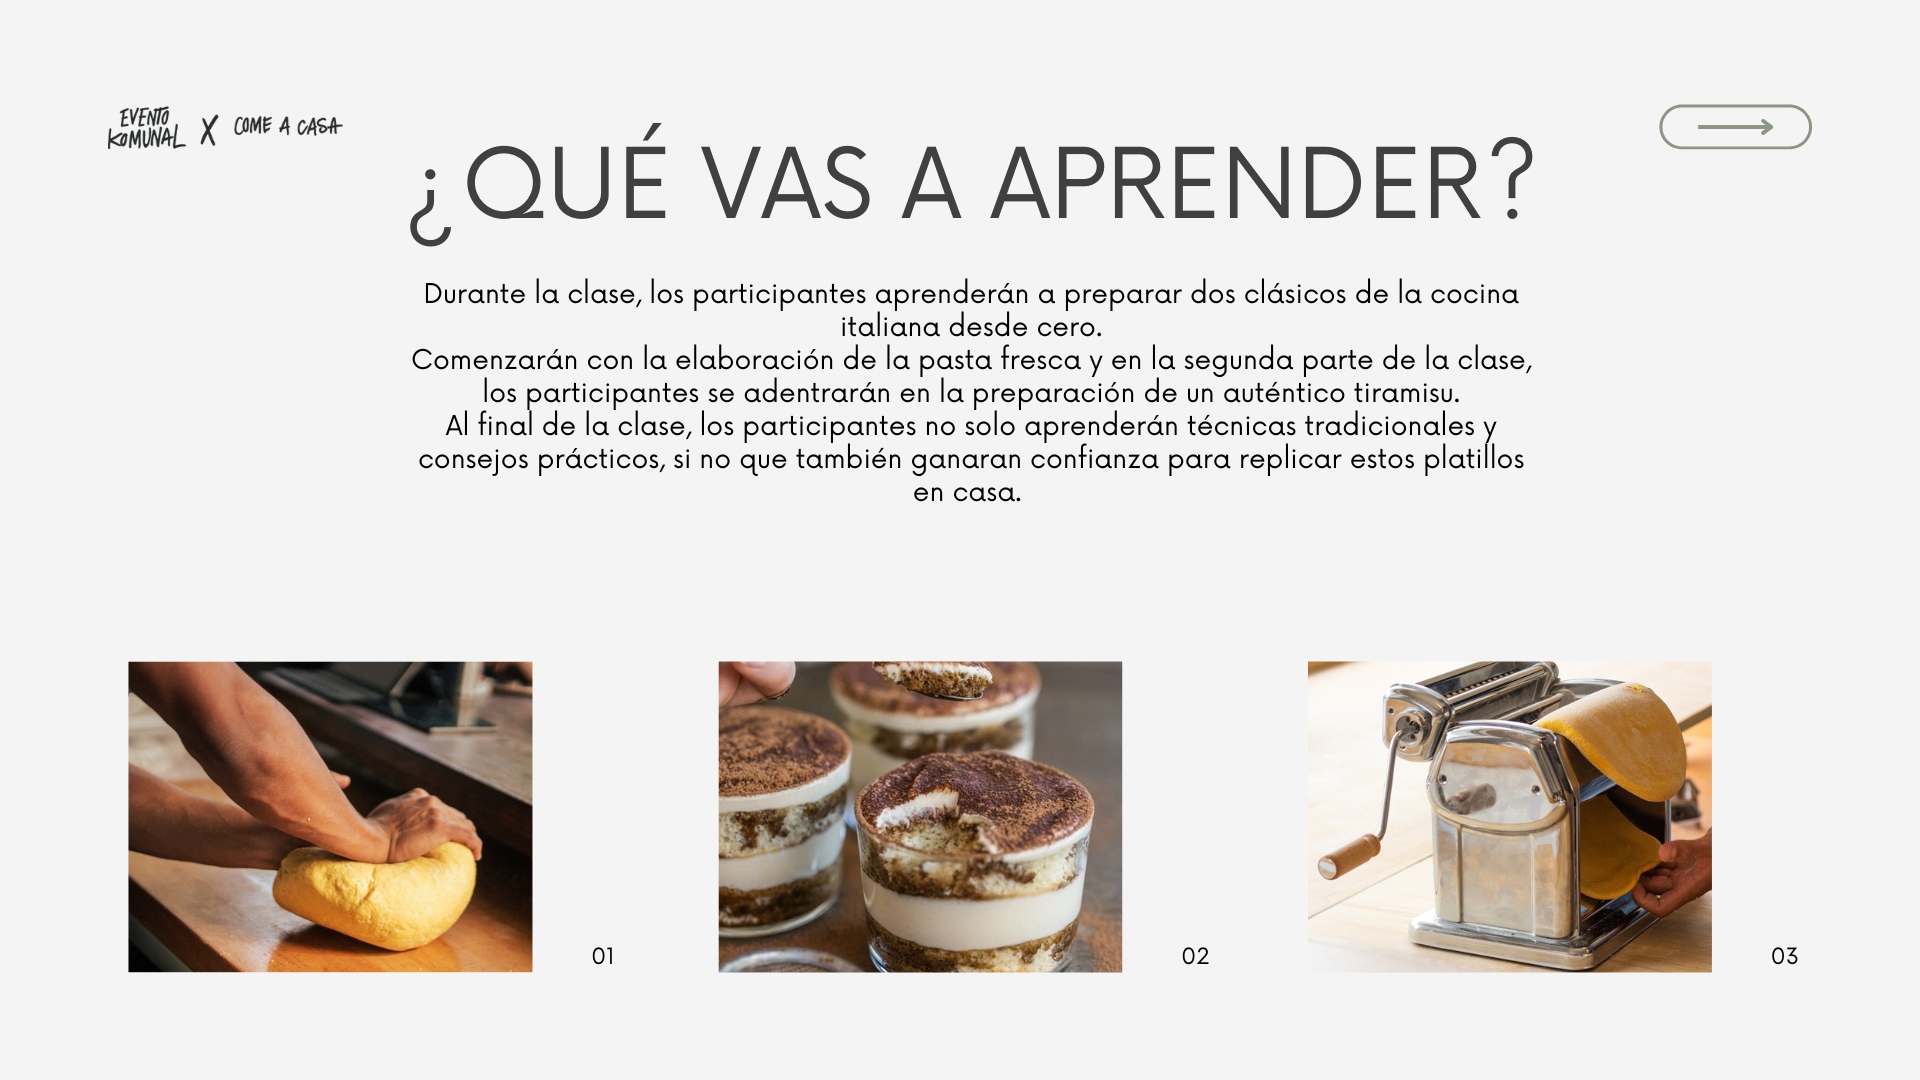 EVENTO
KOMUNAL X COME A CASA
¿QUÉ VAS A APRENDER?
Durante la clase, los participantes aprenderán a preparar dos clásicos de la cocina
italiana desde cero.
Comenzarán con la elaboración de la pasta fresca y en la segunda parte de la clase,
los participantes se adentrarán en la preparación de un auténtico tiramisu.
Al final de la clase, los participantes no solo aprenderán técnicas tradicionales y
consejos prácticos, si no que también ganaran confianza para replicar estos platillos
en casa.
01
02
03